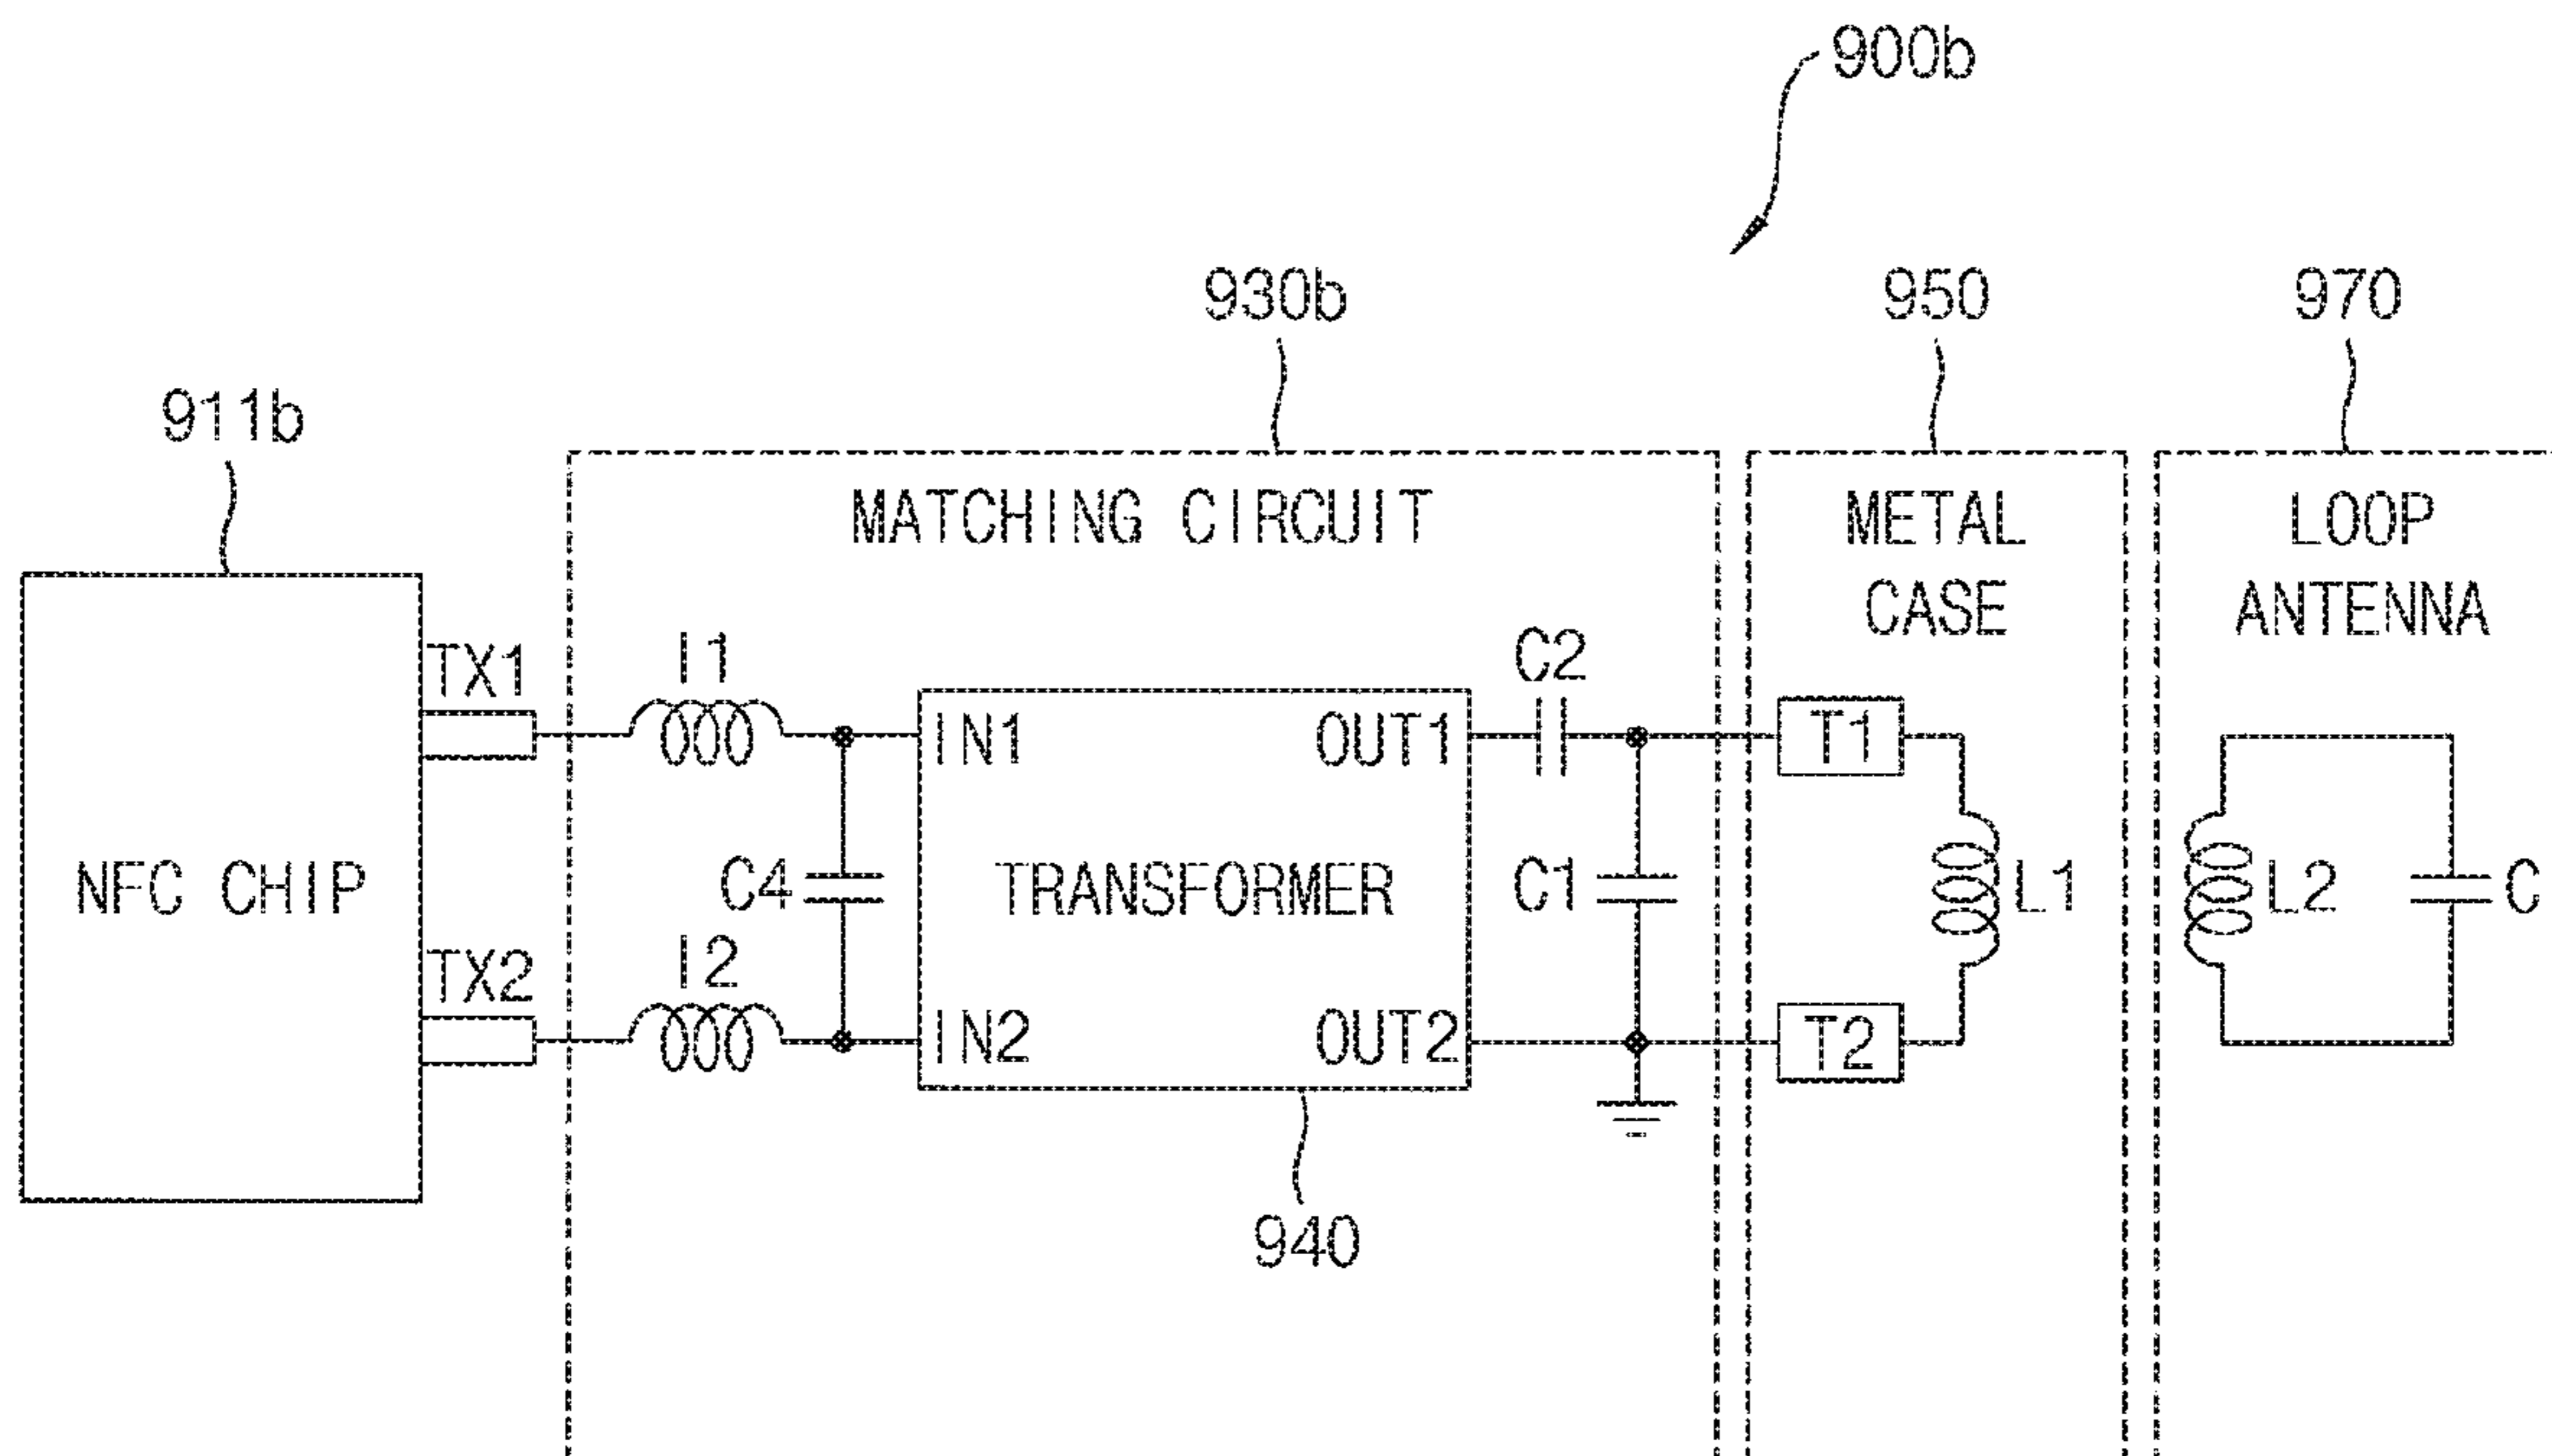 900b
930b
950
970
911b
MATCHING CIRCUIT
METAL
CASE
LOOP
ANTENNA
TX1
I1
C2
IN1
OUT1
T1
NFC CHIP
C4
TRANSFORMER
C1
L1
L2
C
TX2
I2
IN2
OUT2
T2
940